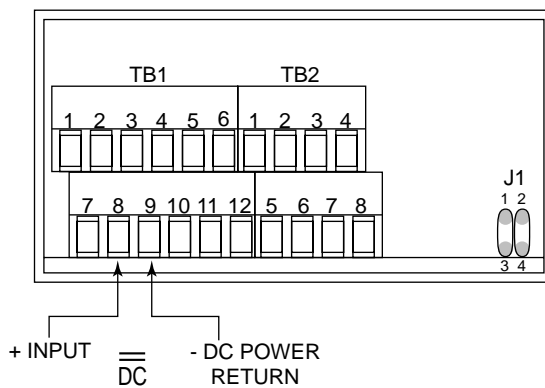 TB1 TB2
1 2 3 4 5 6 1 2 3 4
J1
7 8 9 10 11 12 5 6 7 8
1 2
3 4
+ INPUT
DC
- DC POWER
RETURN